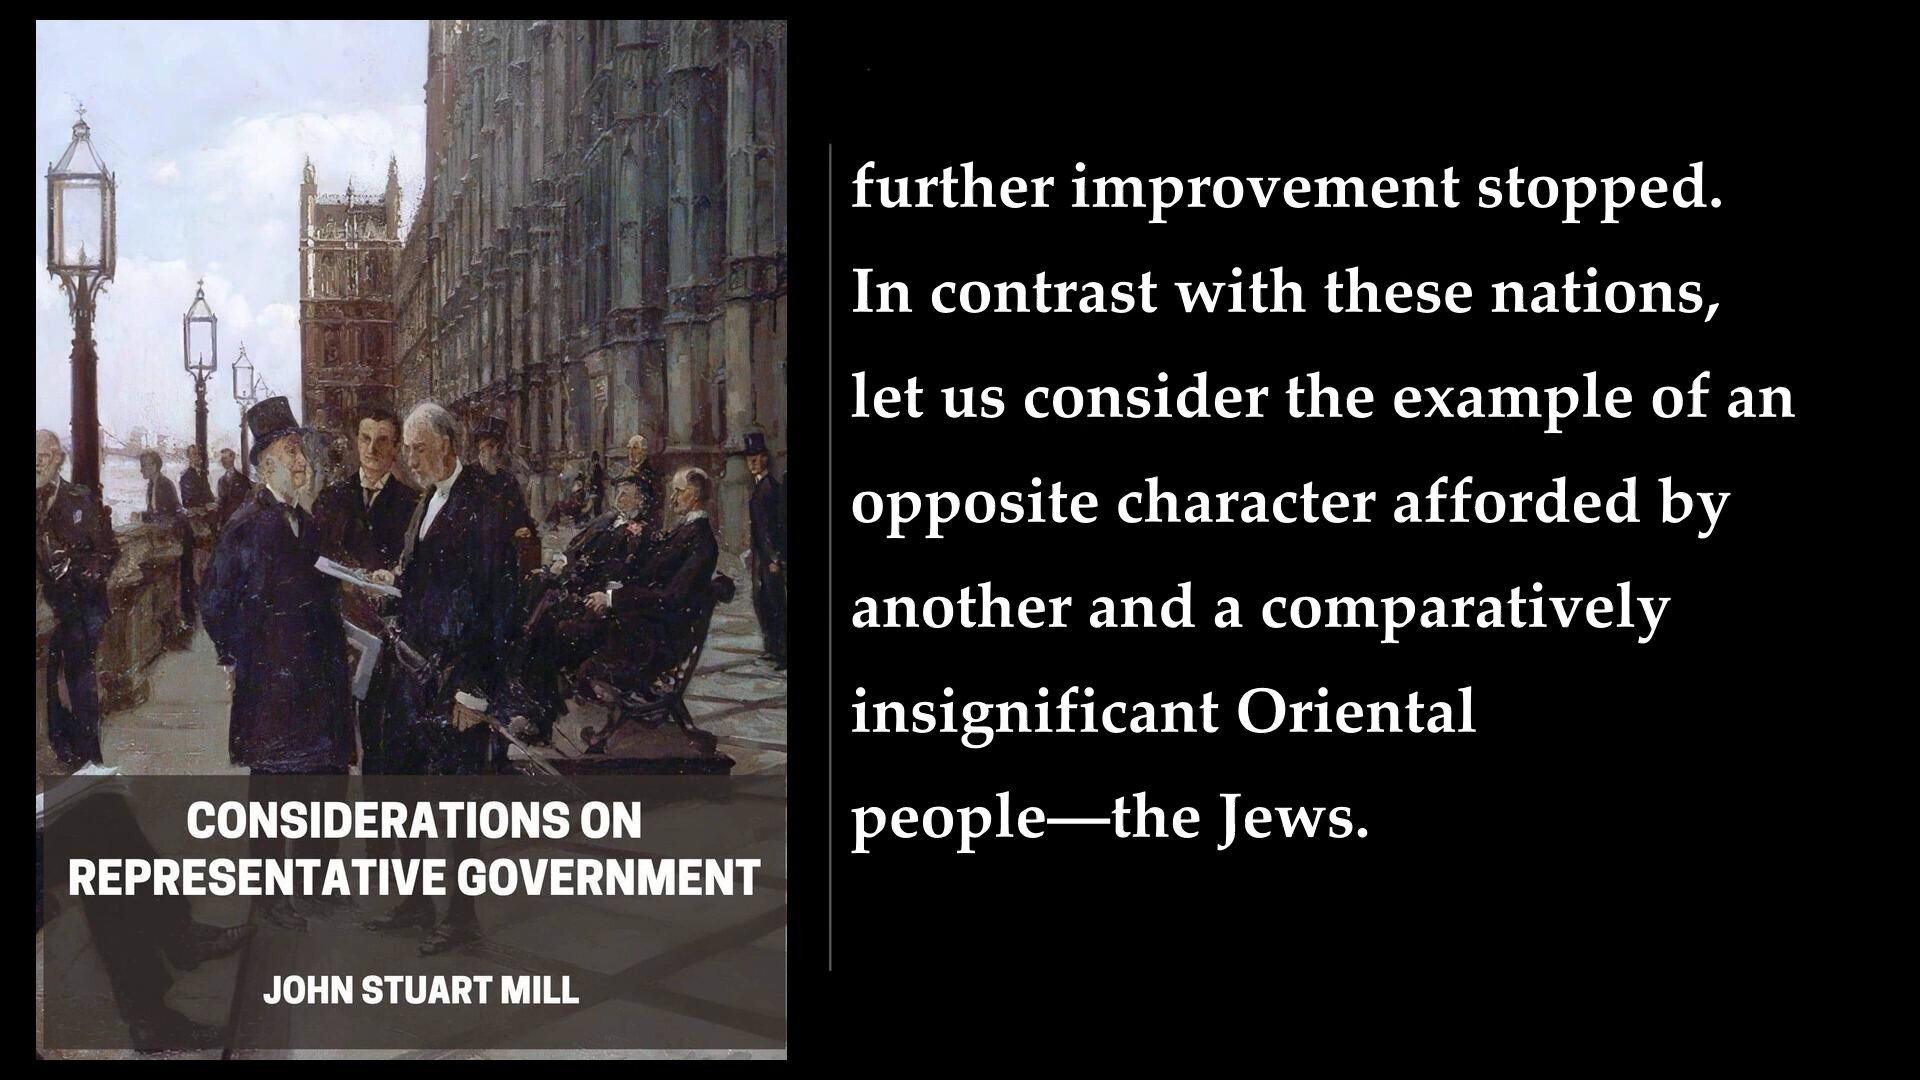 CONSIDERATIONS ON
REPRESENTATIVE GOVERNMENT
JOHN STUART MILL
further improvement stopped.
In contrast with these nations,
let us consider the example of an
opposite character afforded by
another and a comparatively
insignificant Oriental
people—the Jews.